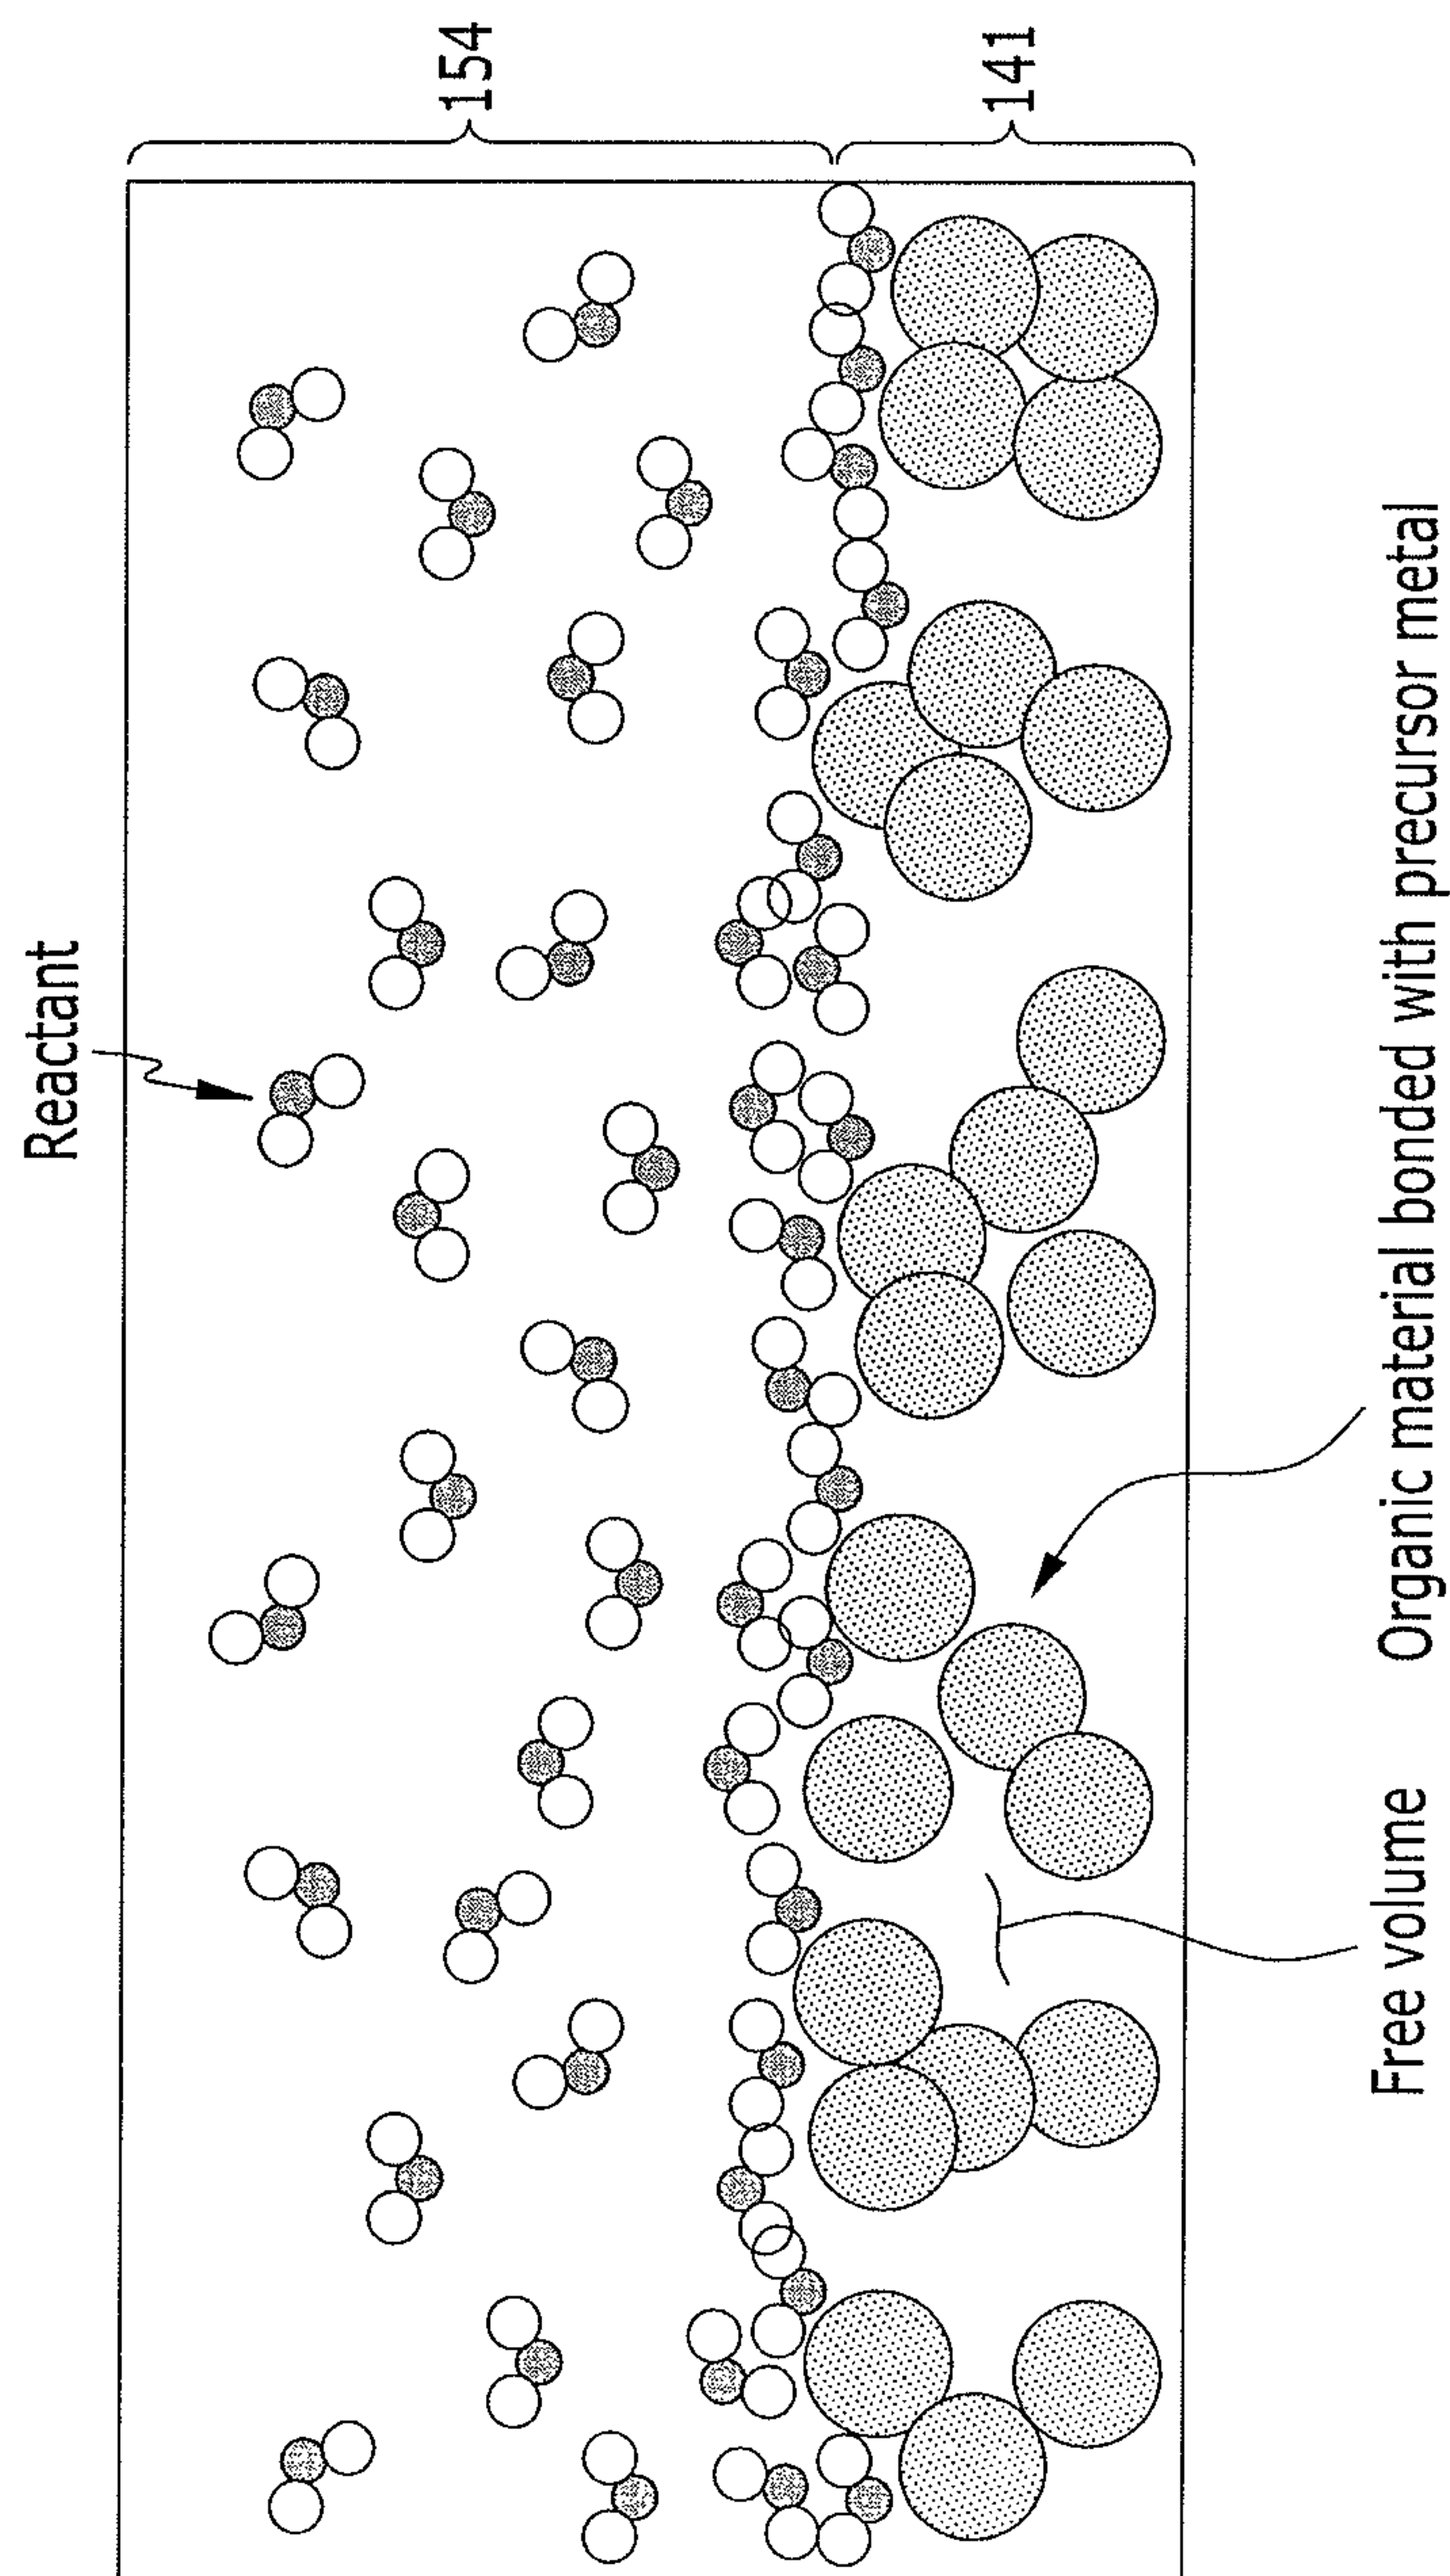 Reactant
154
141
Free volume
Organic material bonded with precursor metal